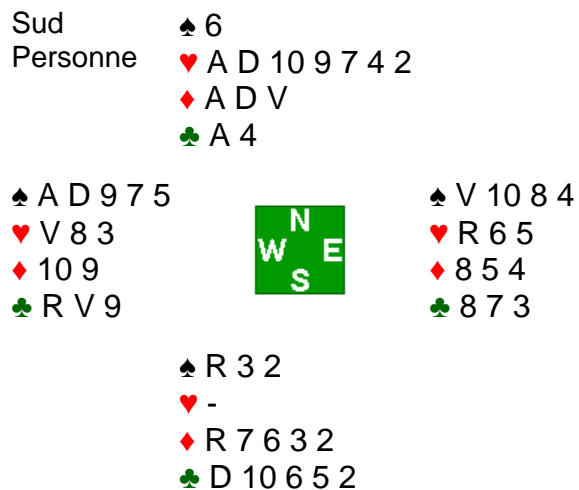 Sud
Personne
♠ 6
♥ A D 10 9 7 4 2
♦ A D V
♣ A 4
♠ A D 9 7 5
♥ V 8 3
♦ 10 9
♣ R V 9
N
W E
S
♠ V 10 8 4
♥ R 6 5
♦ 8 5 4
♣ 8 7 3
♠ R 3 2
♥ -
♦ R 7 6 3 2
♣ D 10 6 5 2